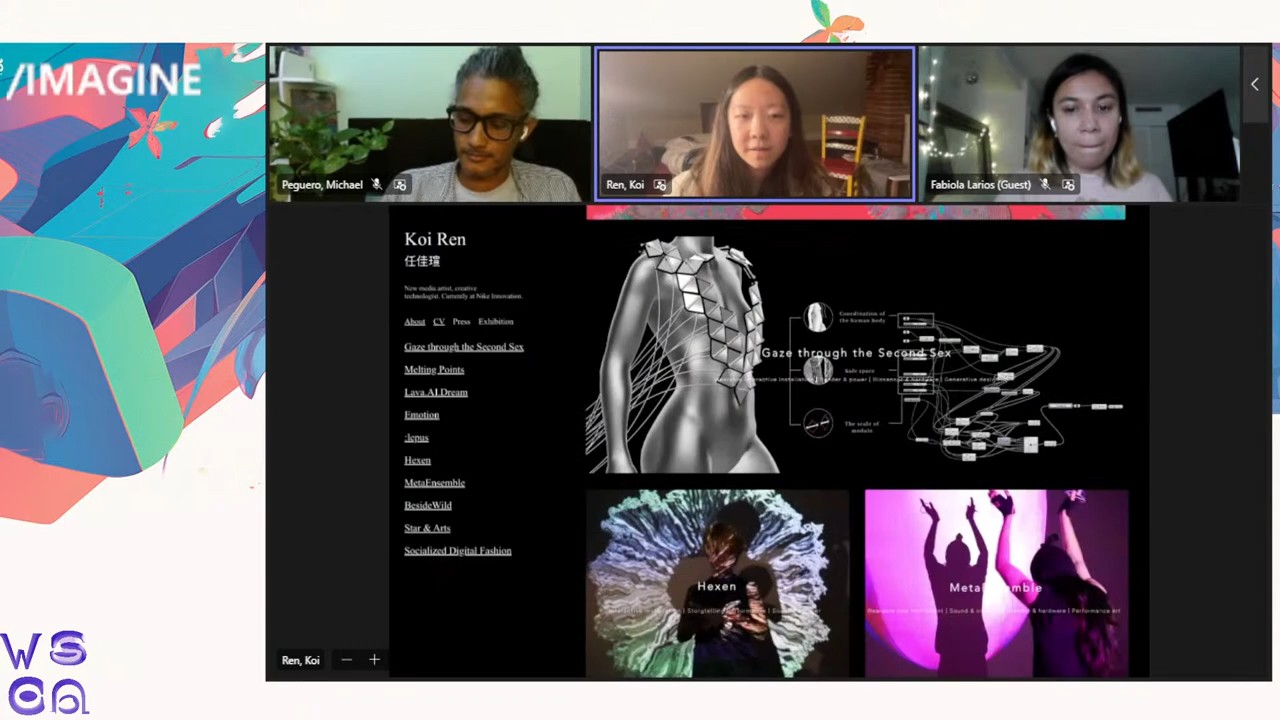 /IMAGINE
Peguero, Michael
Ren, Koi
Fabiola Larios (Guest)
Koi Ren
任佳瑄
New media artist, creative
technologist. Currently at Nike Innovation.
About CV Press Exhibition
Gaze through the Second Sex
Melting Points
Lava AI Dream
Emotion
:lepus
Hexen
MetaEnsemble
BesideWild
Star & Arts
Socialized Digital Fashion
Coordination of
the human body
Gaze through the Second Sex
Safe space
The scale of
module
Hexen
MetaEnsemble
Ren, Koi